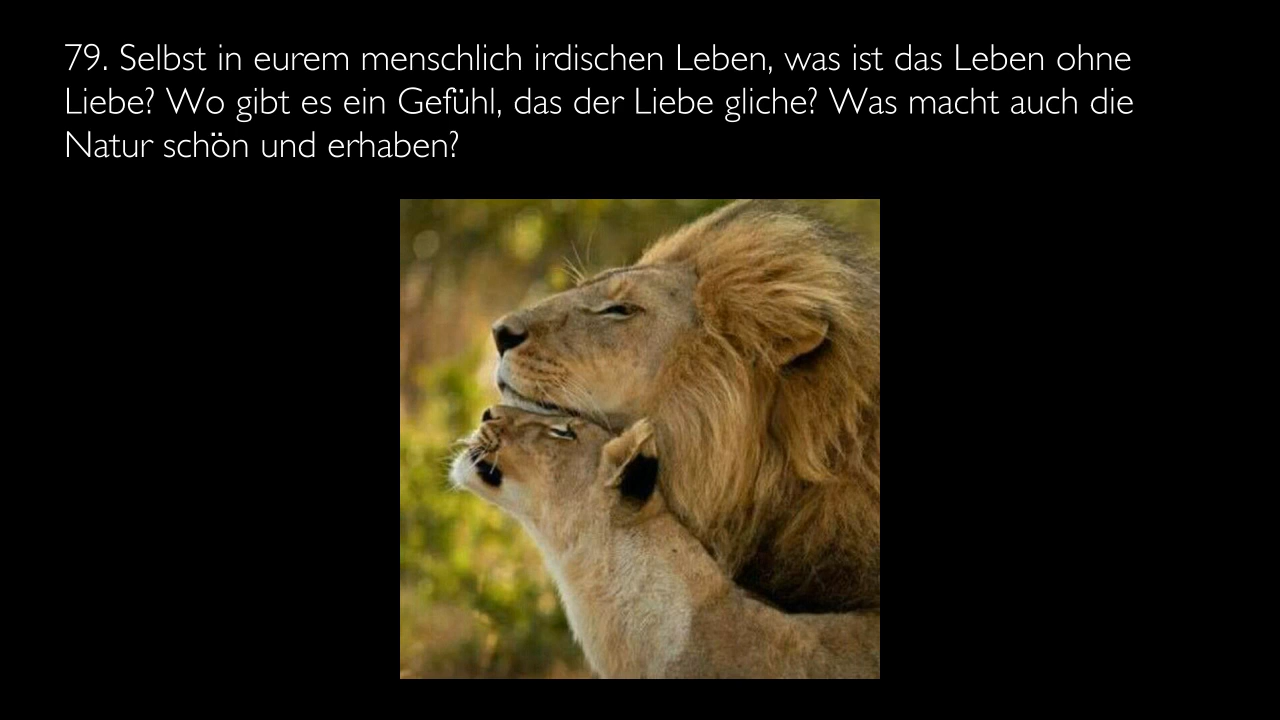 79. Selbst in eurem menschlich irdischen Leben, was ist das Leben ohne
Liebe? Wo gibt es ein Gefühl, das der Liebe gliche? Was macht auch die
Natur schön und erhaben?